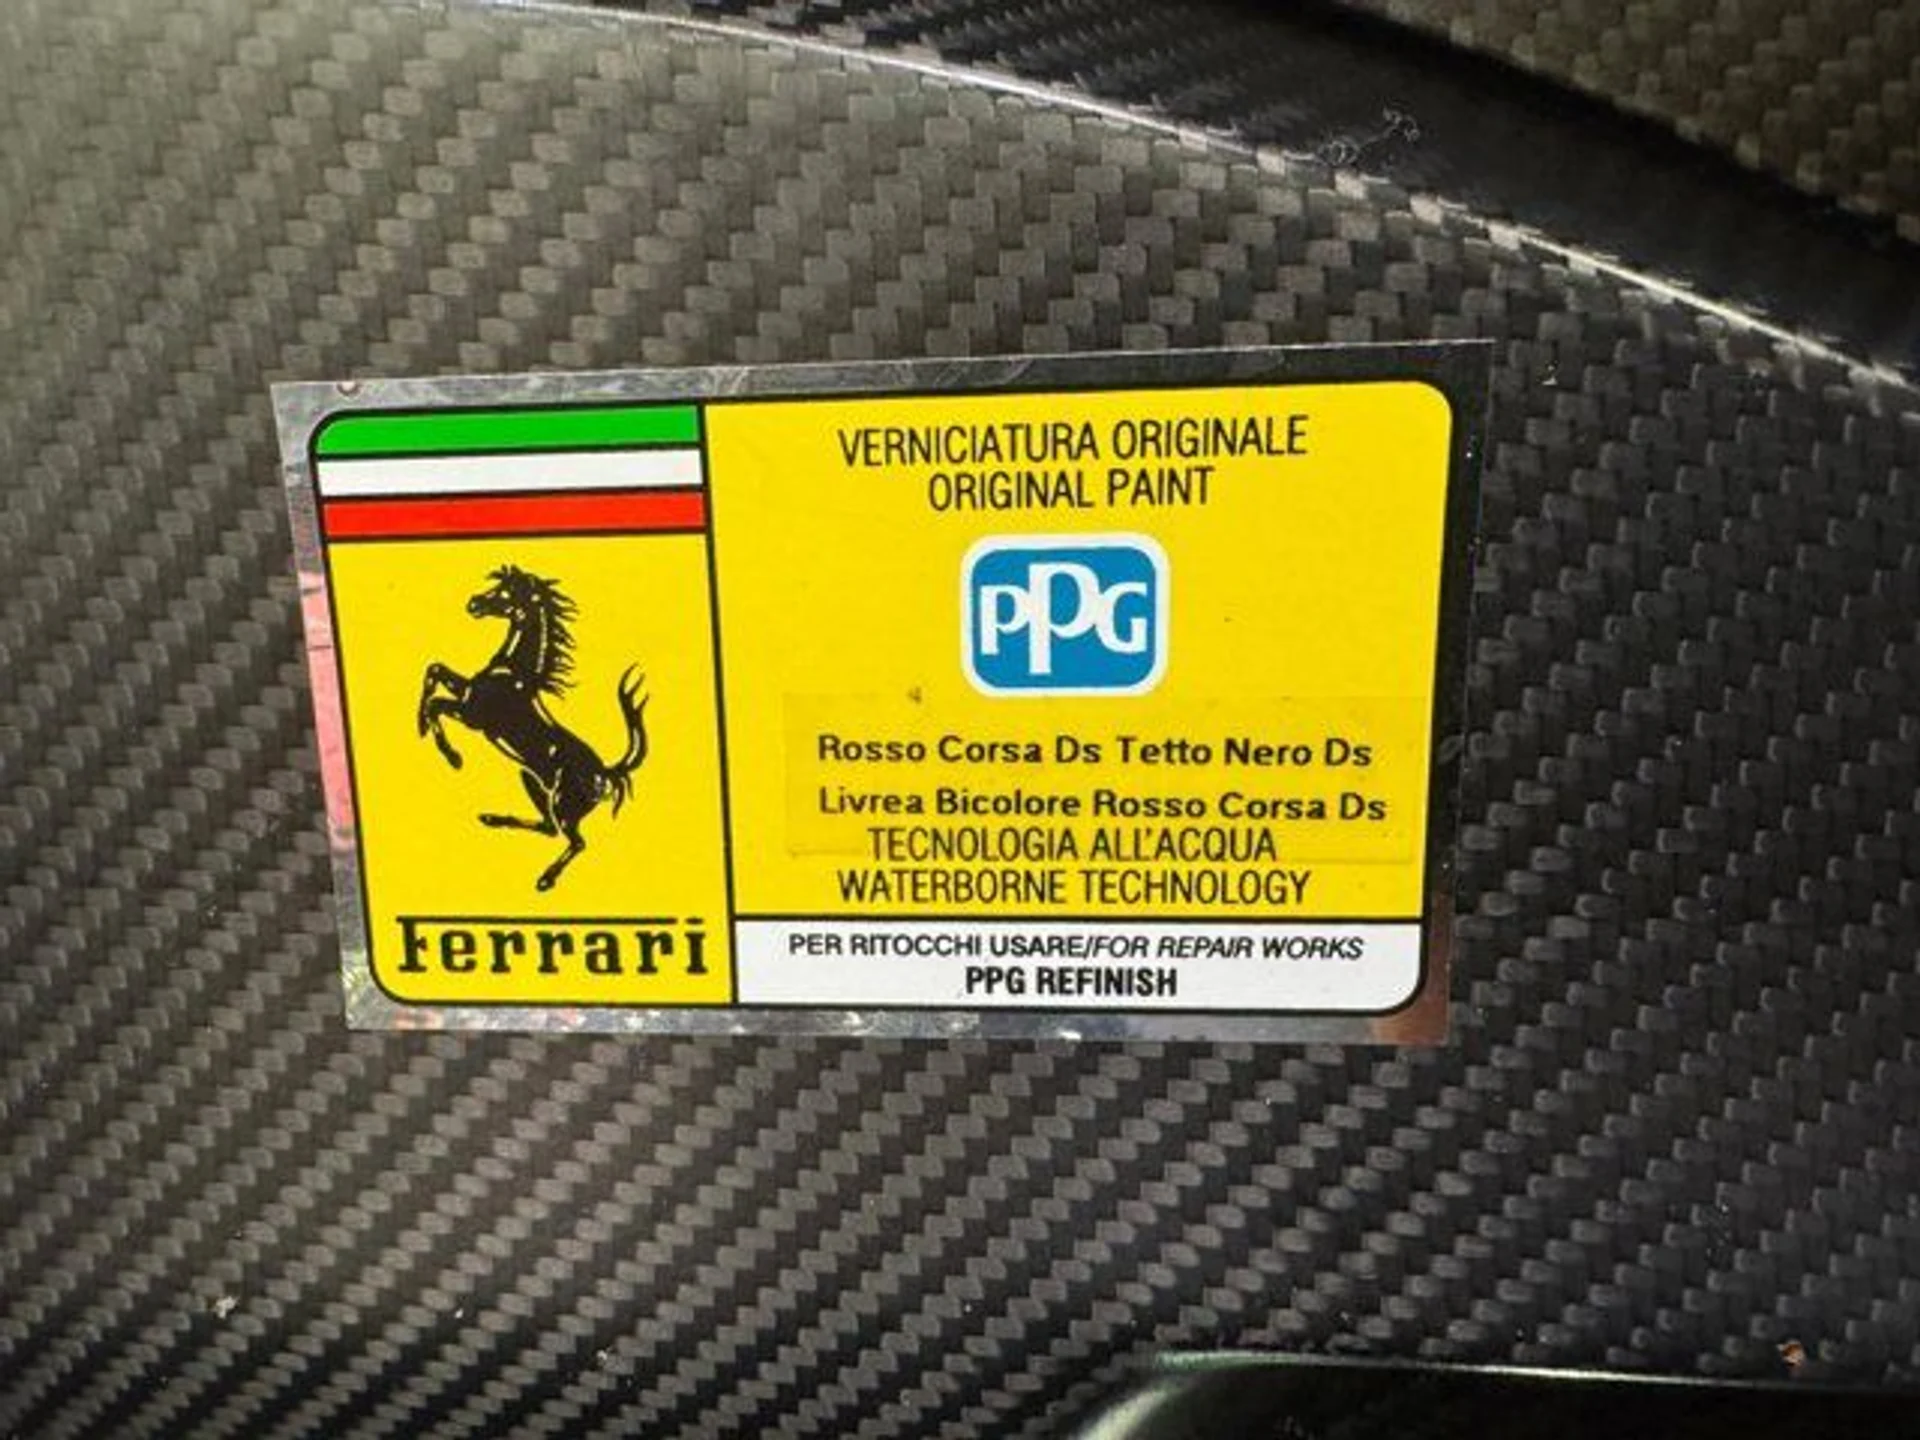 VERNICIATURA ORIGINALE
ORIGINAL PAINT
PPG
Rosso Corsa Ds Tetto Nero Ds
Livrea Bicolore Rosso Corsa Ds
TECNOLOGIA ALL'ACQUA
WATERBORNE TECHNOLOGY
Ferrari
PER RITOCCHI USARE/FOR REPAIR WORKS
PPG REFINISH